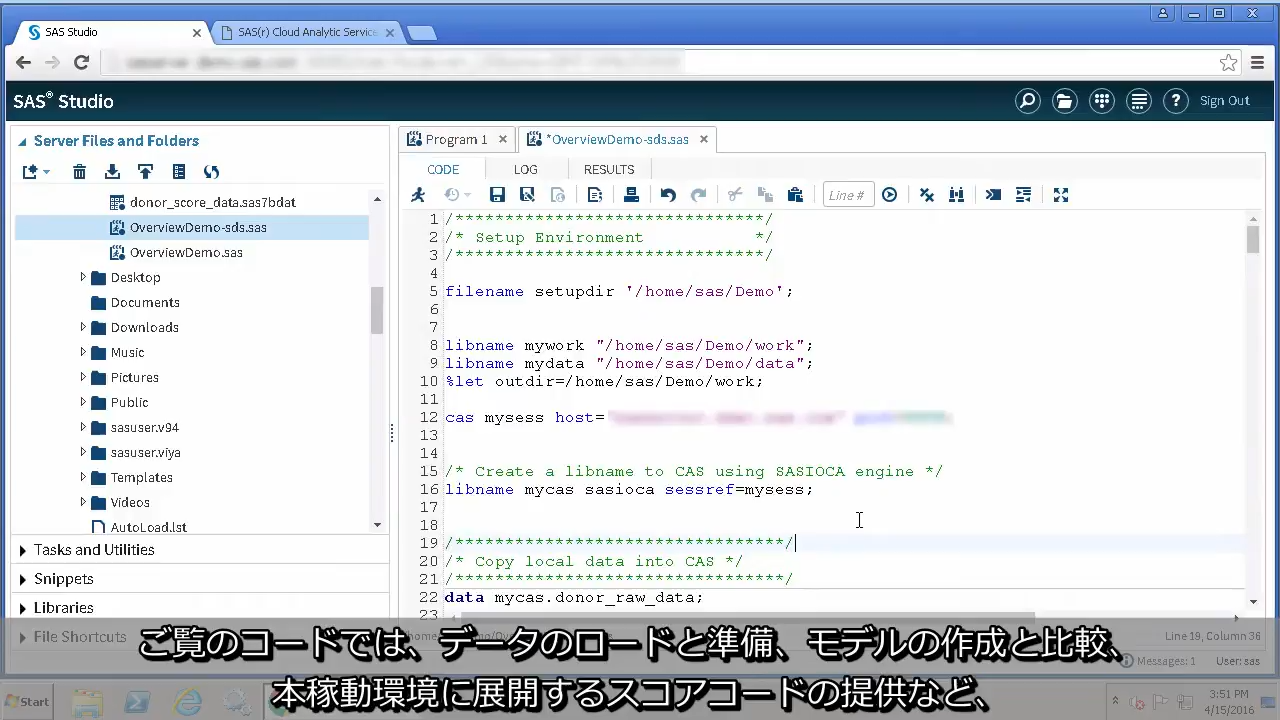 SAS Studio
SAS(r) Cloud Analytic Service
SAS® Studio
Sign Out
Server Files and Folders
donor_score_data.sas7bdat
OverviewDemo-sds.sas
OverviewDemo.sas
Desktop
Documents
Downloads
Music
Pictures
Public
sasuser.v94
sasuser.viya
Templates
Videos
AutoLoad.lst
Tasks and Utilities
Snippets
Libraries
File Shortcuts
Program 1
*OverviewDemo-sds.sas
CODE LOG RESULTS
Line #
1 /*******************************/
2 /* Setup Environment */
3 /*******************************/
4
5 filename setupdir '/home/sas/Demo';
6
7
8 libname mywork "/home/sas/Demo/work";
9 libname mydata "/home/sas/Demo/data";
10 %let outdir=/home/sas/Demo/work;
11
12 cas mysess host=
13
14
15 /* Create a libname to CAS using SASIOCA engine */
16 libname mycas sasioca sessref=mysess;
17
18
19 /*********************************/
20 /* Copy local data into CAS */
21 /*********************************/
22 data mycas.donor_raw_data;
23
Line 19, Column 36
Messages: 1 User: sas
ご覧のコードでは、データのロードと準備、モデルの作成と比較、
本稼動環境に展開するスコアコードの提供など、
Start
3:51 PM
4/15/2016